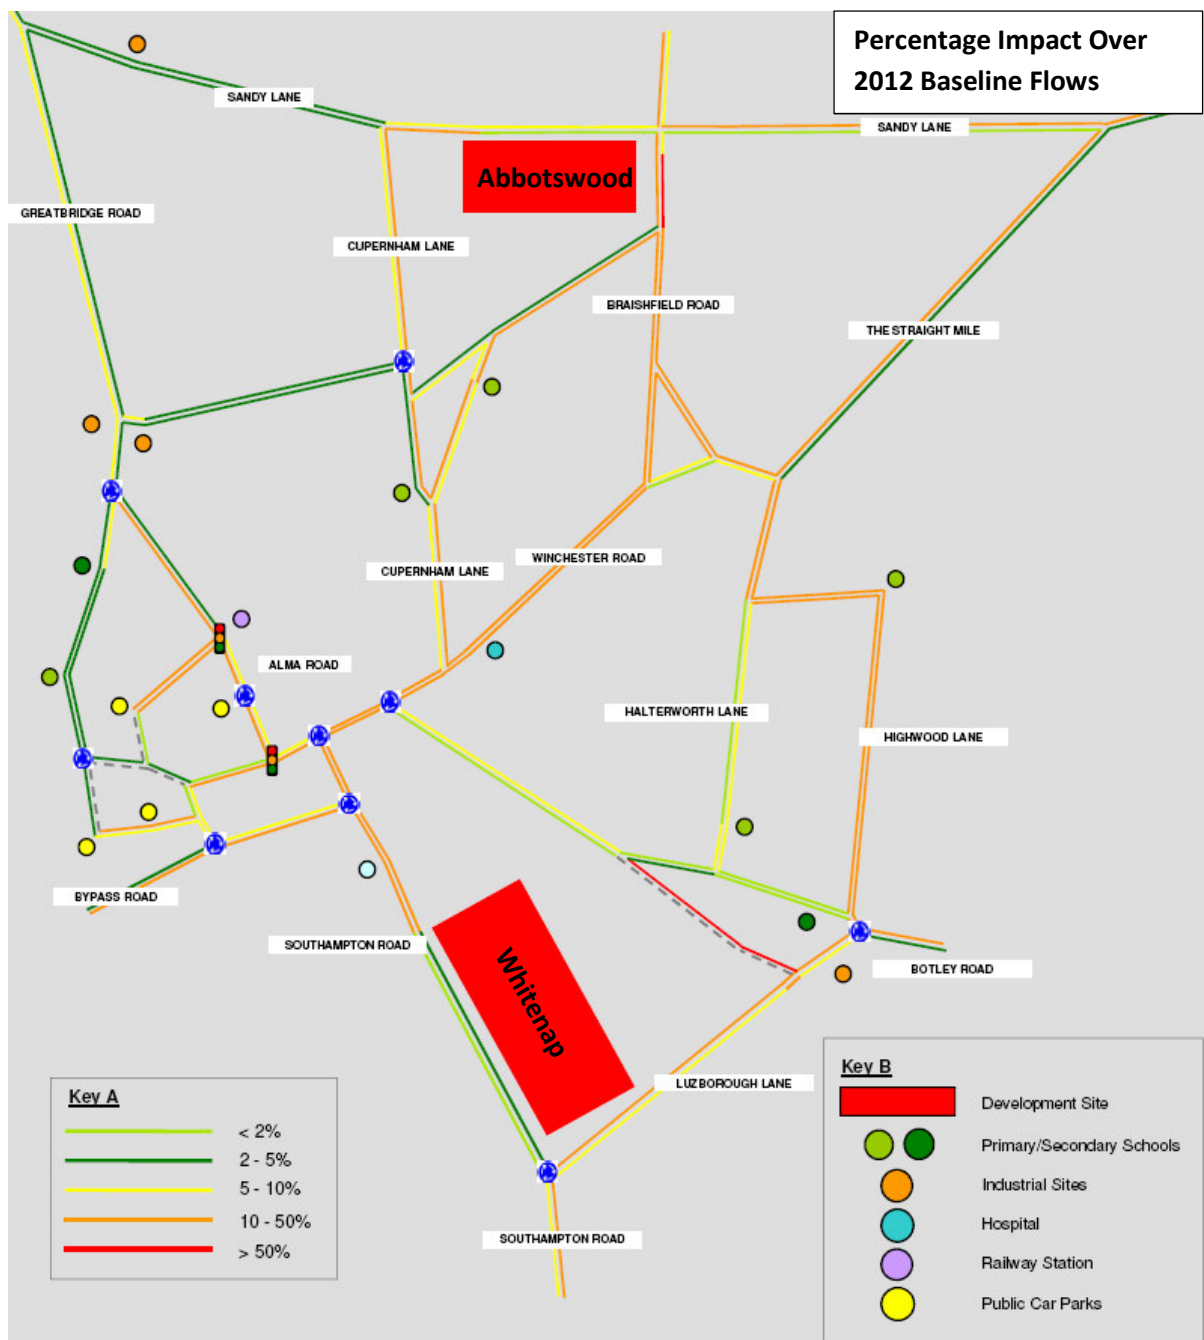 Percentage Impact Over
2012 Baseline Flows
SANDY LANE
SANDY LANE
Abbotswood
GREATBRIDGE ROAD
CUPERNHAM LANE
BRAISHFIELD ROAD
THE STRAIGHT MILE
WINCHESTER ROAD
CUPERNHAM LANE
ALMA ROAD
HALTERWORTH LANE
HIGHWOOD LANE
BYPASS ROAD
SOUTHAMPTON ROAD
BOTLEY ROAD
Whitenap
LUZBOROUGH LANE
SOUTHAMPTON ROAD
Key A
< 2%
2 - 5%
5 - 10%
10 - 50%
> 50%
Key B
Development Site
Primary/Secondary Schools
Industrial Sites
Hospital
Railway Station
Public Car Parks